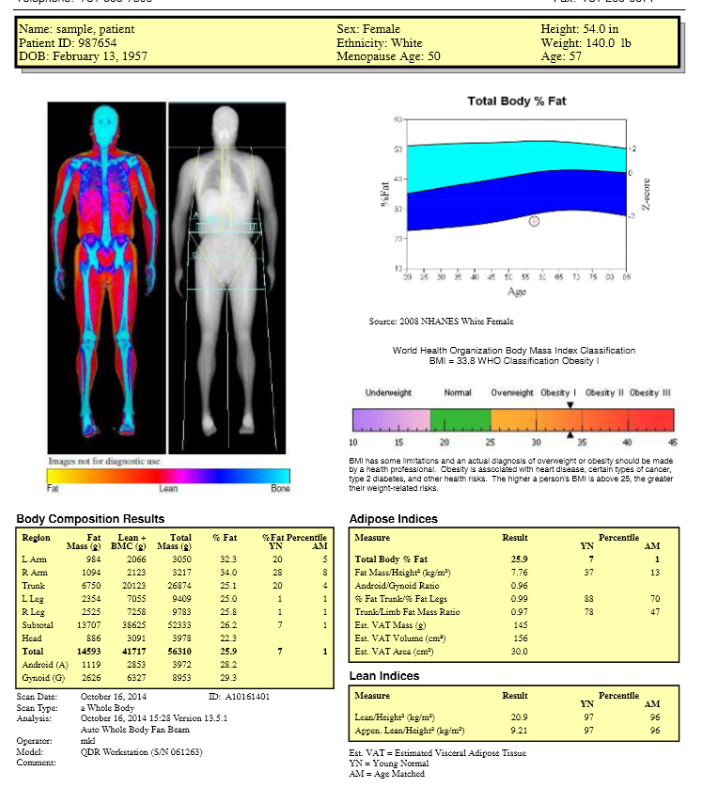 Name: sample, patient
Patient ID: 987654
DOB: February 13, 1957
Sex: Female
Ethnicity: White
Menopause Age: 50
Height: 54.0 in
Weight: 140.0 lb
Age: 57
A
Images not for diagnostic use
Fat Lean Bone
Total Body % Fat
%Fat
60
50
40
30
20
10
20 25 30 35 40 45 50 55 60 65 70 75 80 85
Age
+2
0
-2
Z-score
Source: 2008 NHANES White Female
World Health Organization Body Mass Index Classification
BMI = 33.8 WHO Classification Obesity I
Underweight Normal Overweight Obesity I Obesity II Obesity III
10 15 20 25 30 35 40 45
BMI has some limitations and an actual diagnosis of overweight or obesity should be made
by a health professional. Obesity is associated with heart disease, certain types of cancer,
type 2 diabetes, and other health risks. The higher a person's BMI is above 25, the greater
their weight-related risks.
Body Composition Results
Region Fat Mass (g) Lean + BMC (g) Total Mass (g) % Fat %Fat Percentile YN AM
L Arm 984 2066 3050 32.3 20 5
R Arm 1094 2123 3217 34.0 28 8
Trunk 6750 20123 26874 25.1 20 4
L Leg 2354 7055 9409 25.0 1 1
R Leg 2525 7258 9783 25.8 1 1
Subtotal 13707 38625 52333 26.2 7 1
Head 886 3091 3978 22.3
Total 14593 41717 56310 25.9 7 1
Android (A) 1119 2853 3972 28.2
Gynoid (G) 2626 6327 8953 29.3
Scan Date: October 16, 2014 ID: A10161401
Scan Type: a Whole Body
Analysis: October 16, 2014 15:28 Version 13.5.1
Auto Whole Body Fan Beam
Operator: mkl
Model: QDR Workstation (S/N 061263)
Comment:
Adipose Indices
Measure Result Percentile
YN AM
Total Body % Fat 25.9 7 1
Fat Mass/Height² (kg/m²) 7.76 37 13
Android/Gynoid Ratio 0.96
% Fat Trunk/% Fat Legs 0.99 88 70
Trunk/Limb Fat Mass Ratio 0.97 78 47
Est. VAT Mass (g) 145
Est. VAT Volume (cm³) 156
Est. VAT Area (cm²) 30.0
Lean Indices
Measure Result Percentile
YN AM
Lean/Height² (kg/m²) 20.9 97 96
Appen. Lean/Height² (kg/m²) 9.21 97 96
Est. VAT = Estimated Visceral Adipose Tissue
YN = Young Normal
AM = Age Matched